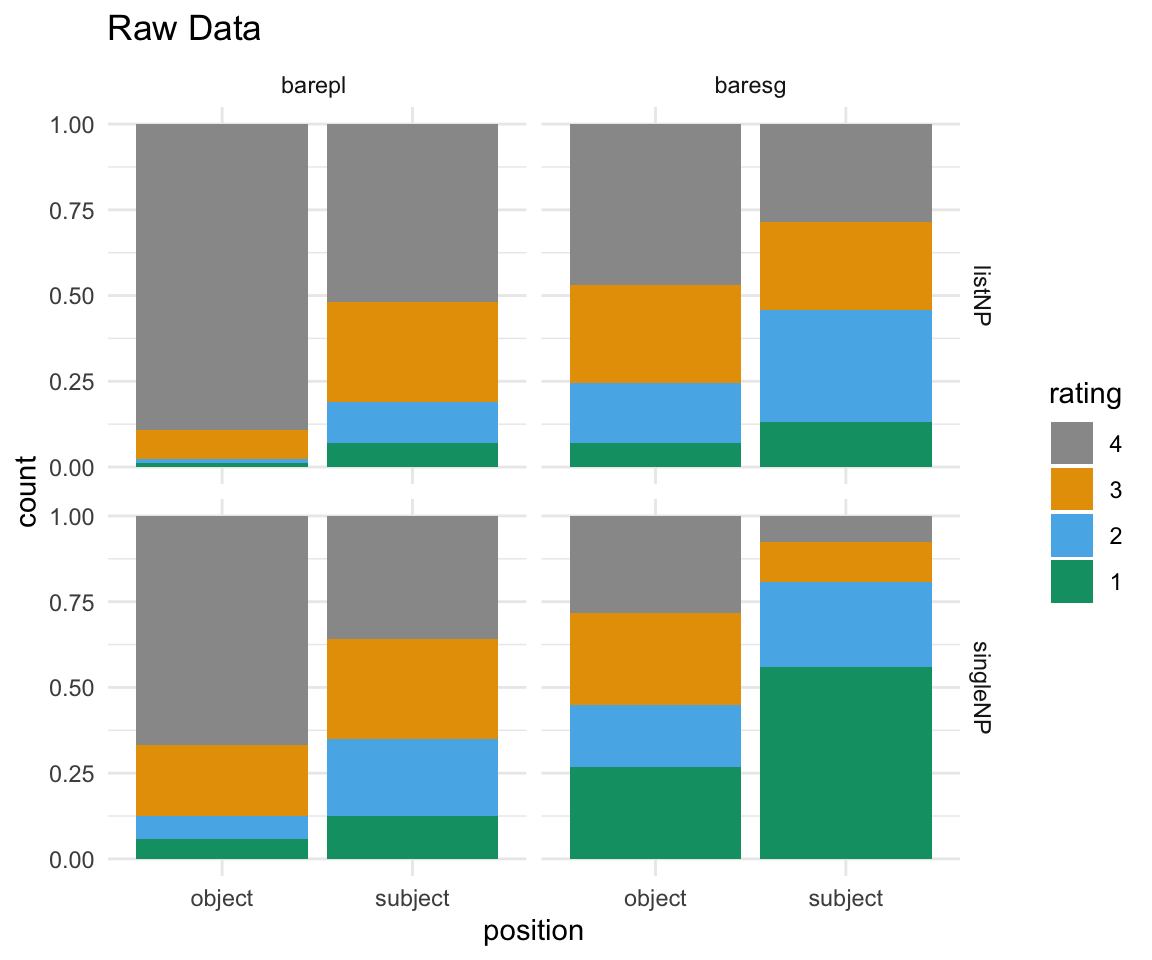 Raw Data
barepl
baresg
1.00
0.75
0.50
0.25
0.00
listNP
1.00
0.75
0.50
0.25
0.00
singleNP
count
object
subject
object
subject
position
rating
4
3
2
1